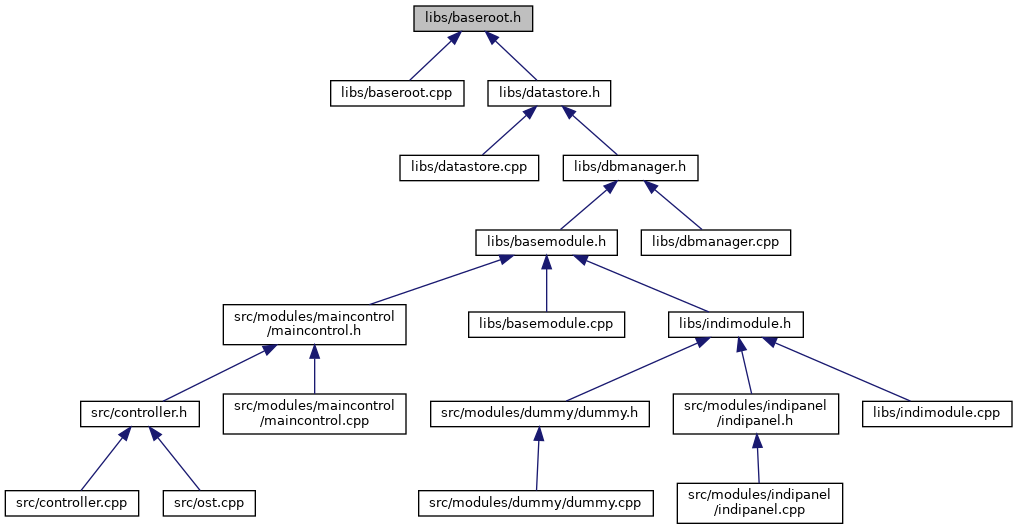 libs/baseroot.h
libs/baseroot.cpp
libs/datastore.h
libs/datastore.cpp
libs/dbmanager.h
libs/basemodule.h
libs/dbmanager.cpp
src/modules/maincontrol
/maincontrol.h
libs/basemodule.cpp
libs/indimodule.h
src/controller.h
src/modules/maincontrol
/maincontrol.cpp
src/modules/dummy/dummy.h
src/modules/indipanel
/indipanel.h
libs/indimodule.cpp
src/controller.cpp
src/ost.cpp
src/modules/dummy/dummy.cpp
src/modules/indipanel
/indipanel.cpp